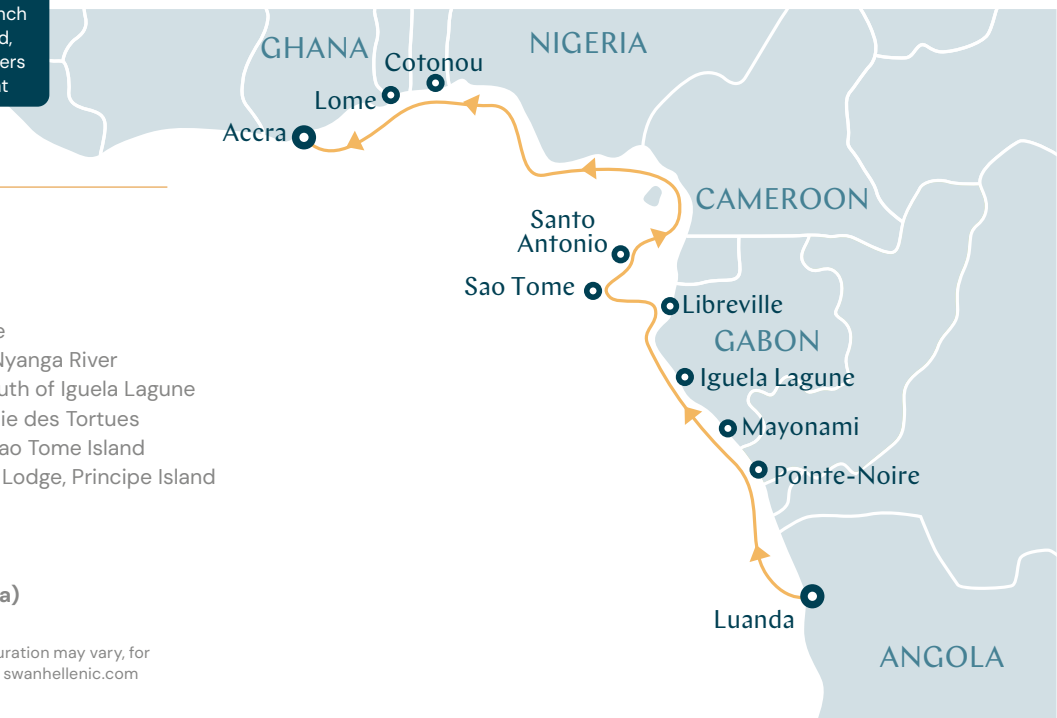 GHANA
NIGERIA
Cotonou
Lome
Accra
CAMEROON
Santo
Antonio
Sao Tome
Libreville
GABON
Iguela Lagune
Mayonami
Pointe-Noire
Luanda
ANGOLA
Nyanga River
uth of Iguela Lagune
ie des Tortues
ao Tome Island
Lodge, Principe Island
a)
uration may vary, for
swanhellenic.com